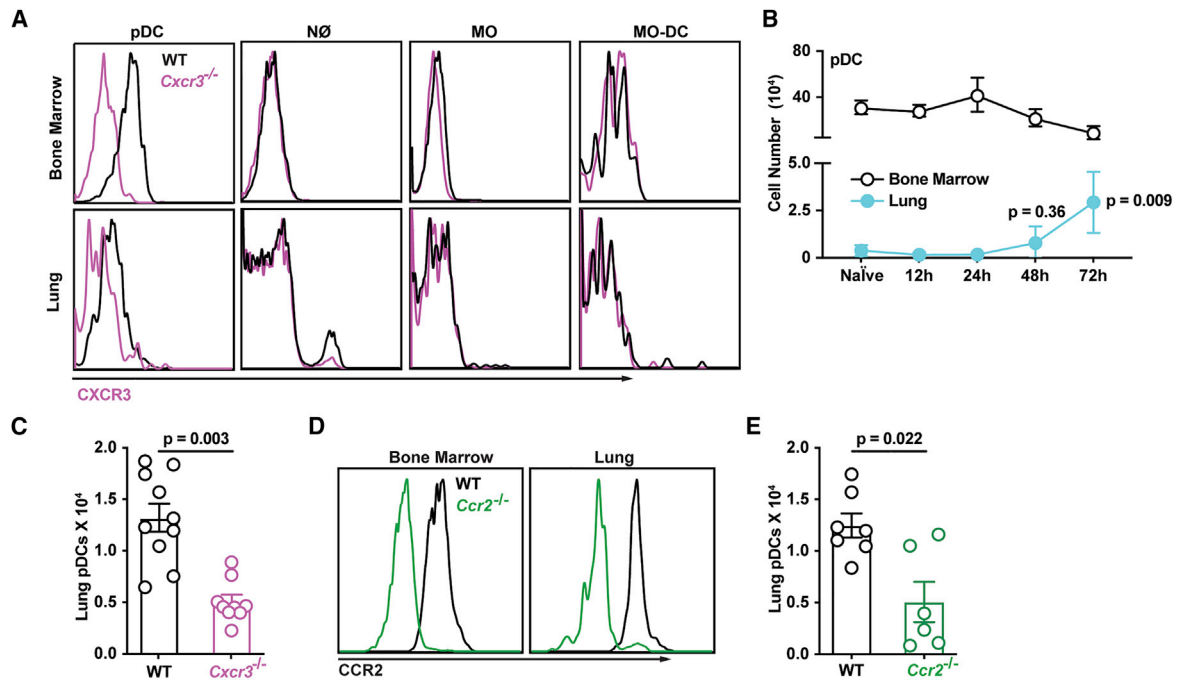 A
pDC
NØ
MO
MO-DC
WT
Cxcr3-/-
Bone Marrow
Lung
CXCR3
B
pDC
Cell Number (10⁴)
80
40
5.0
2.5
0
Bone Marrow
Lung
p = 0.36
p = 0.009
Naïve
12h
24h
48h
72h
C
p = 0.003
Lung pDCs X 10⁴
2.0
1.5
1.0
0.5
0.0
WT
Cxcr3-/-
D
Bone Marrow
Lung
WT
Ccr2-/-
CCR2
E
p = 0.022
Lung pDCs X 10⁴
2.0
1.5
1.0
0.5
0.0
WT
Ccr2-/-